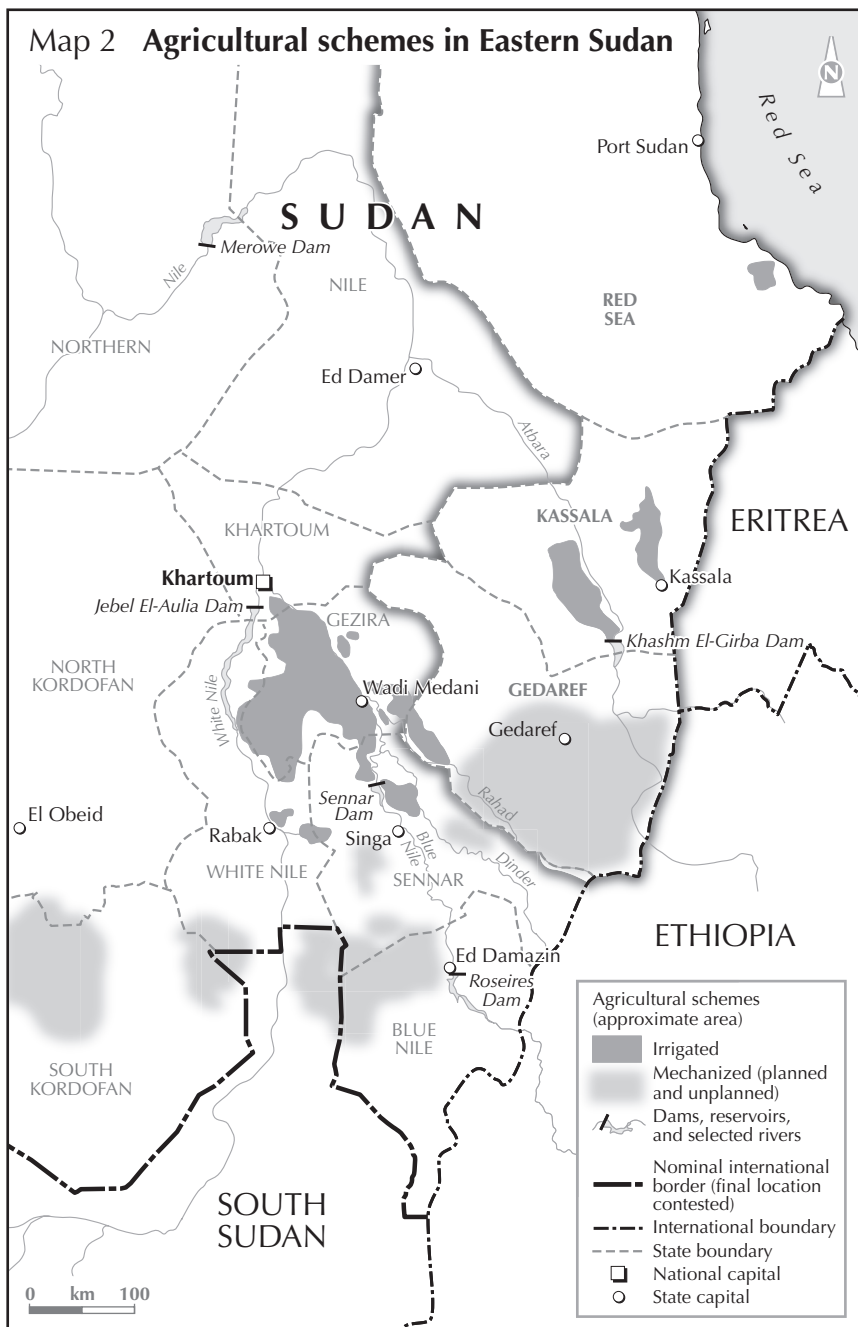 Map 2 Agricultural schemes in Eastern Sudan
N
Red Sea
Port Sudan
SUDAN
Merowe Dam
Nile
NILE
RED
SEA
NORTHERN
Ed Damer
Atbara
KHARTOUM
KASSALA
ERITREA
Khartoum
Kassala
Jebel El-Aulia Dam
GEZIRA
Khashm El-Girba Dam
NORTH
KORDOFAN
White Nile
Wadi Medani
GEDAREF
Gedaref
Sennar
Dam
Rahad
El Obeid
Rabak
Singa
Blue
Nile
Dinder
WHITE NILE
SENNAR
ETHIOPIA
Ed Damazin
Roseires
Dam
BLUE
NILE
SOUTH
KORDOFAN
SOUTH
SUDAN
Agricultural schemes
(approximate area)
Irrigated
Mechanized (planned
and unplanned)
Dams, reservoirs,
and selected rivers
Nominal international
border (final location
contested)
International boundary
State boundary
National capital
State capital
0 km 100